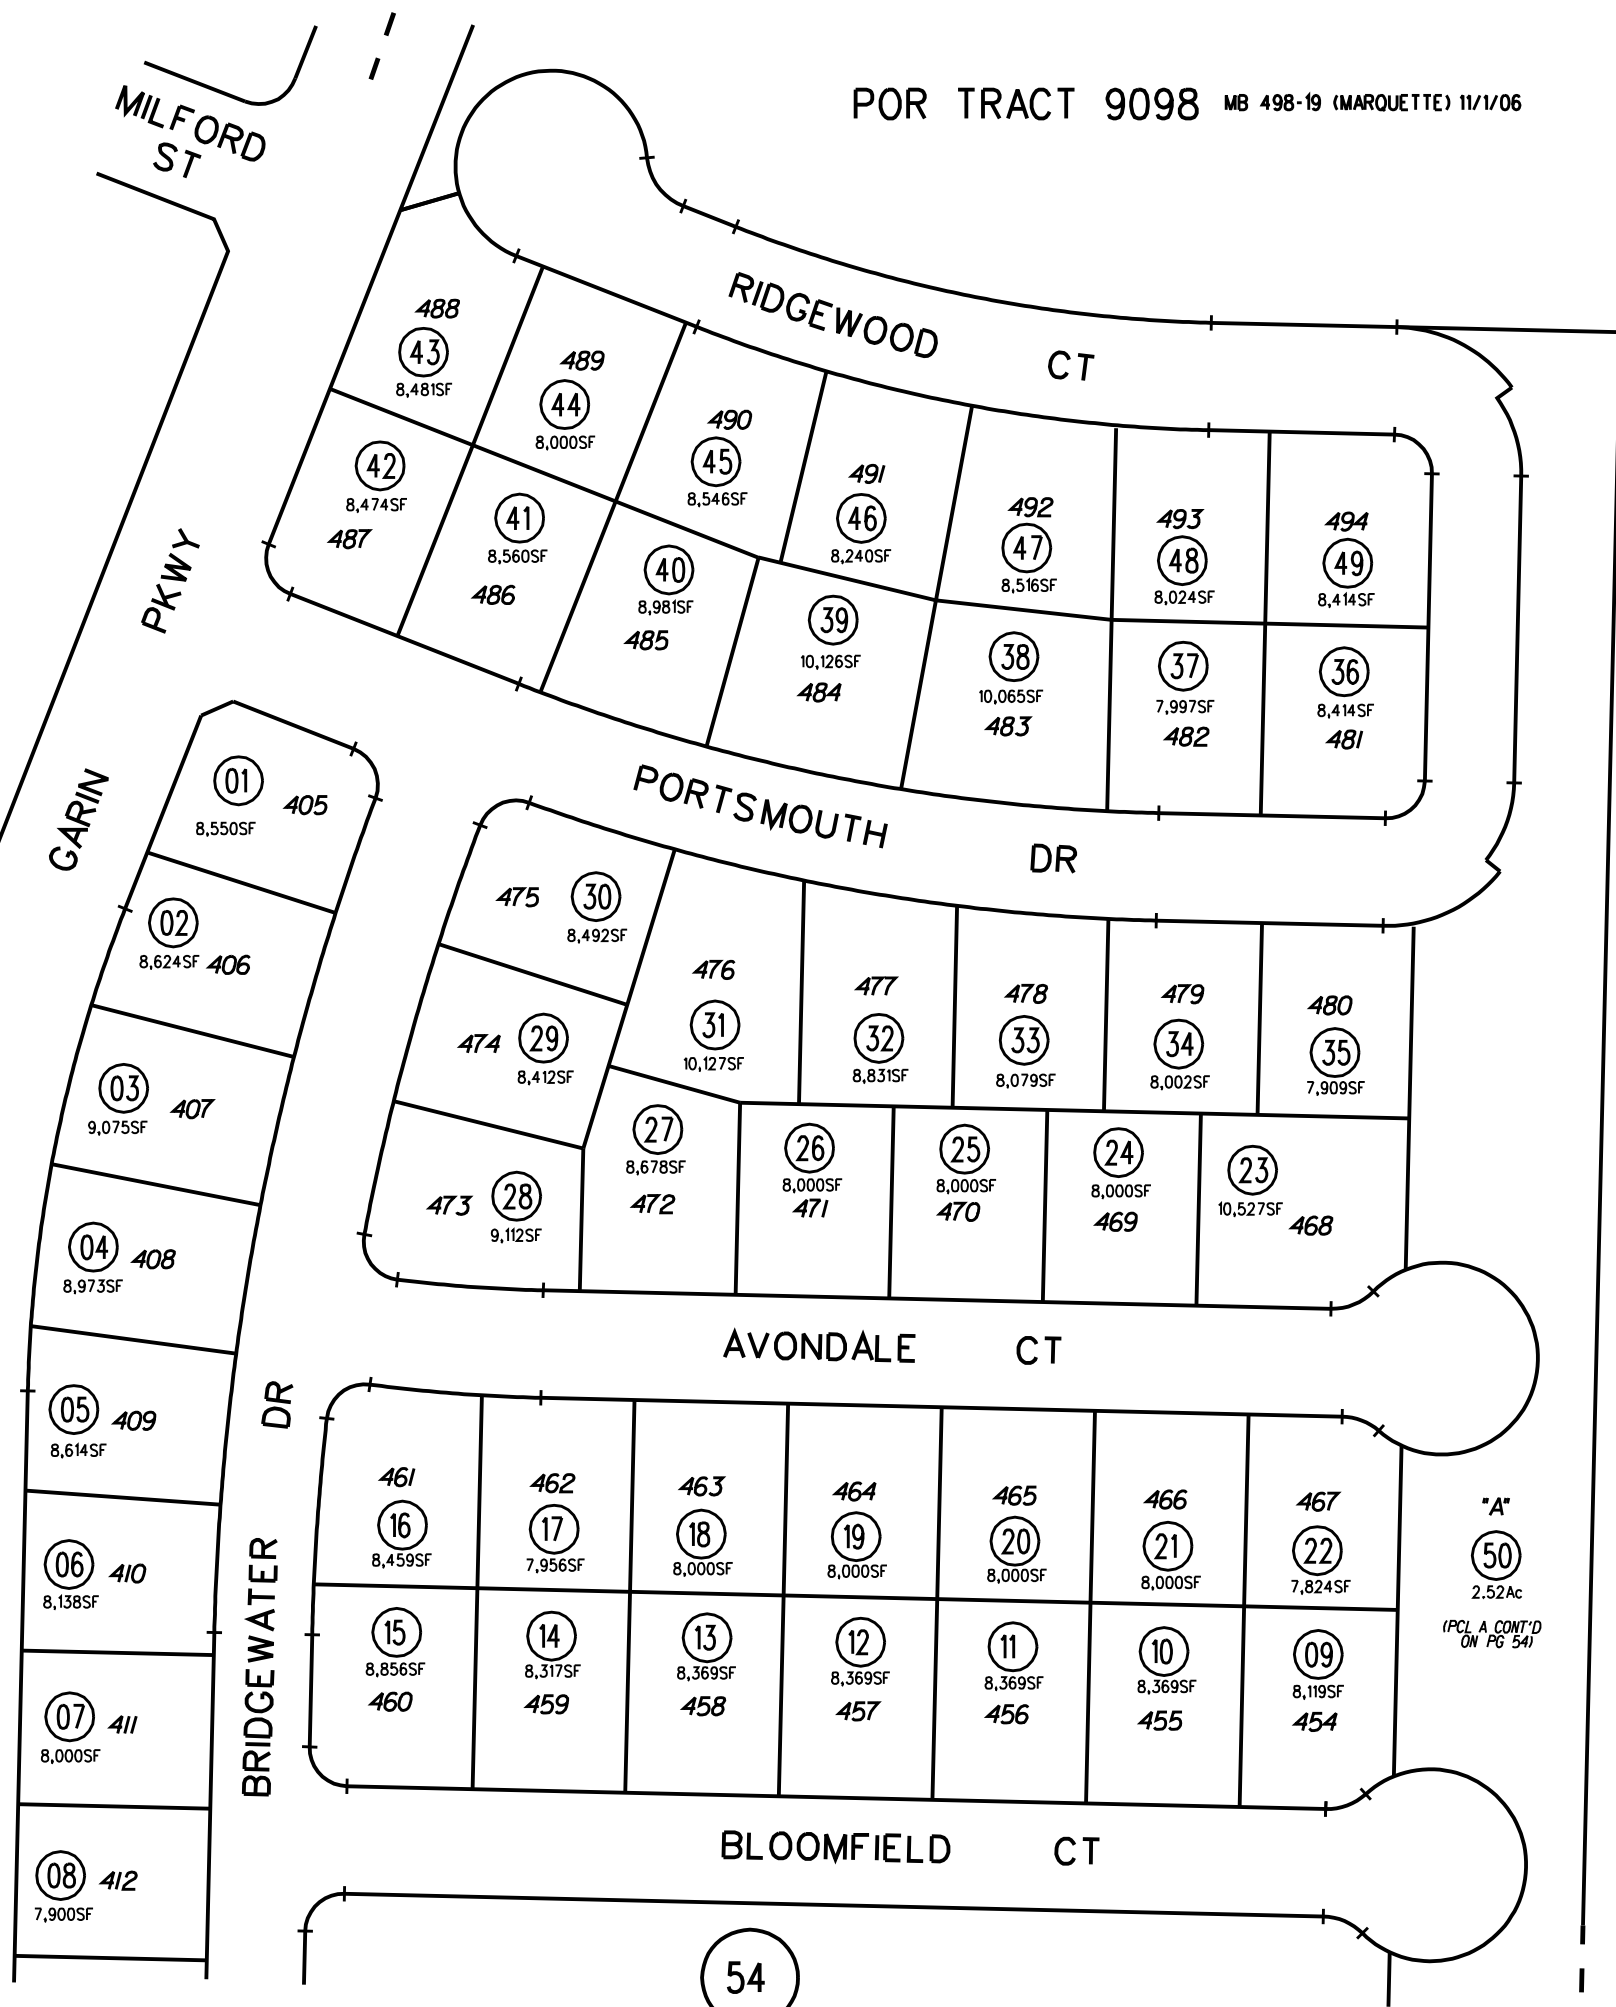 POR TRACT 9098 MB 498-19 (MARQUETTE) 11/1/06
MILFORD
ST
RIDGEWOOD CT
488
43
8,481SF
489
44
8,000SF
490
45
8,546SF
491
46
8,240SF
492
47
8,516SF
493
48
8,024SF
494
49
8,414SF
42
8,474SF
487
41
8,560SF
486
40
8,981SF
485
39
10,126SF
484
38
10,065SF
483
37
7,997SF
482
36
8,414SF
481
GARIN PKWY
PORTSMOUTH DR
01 405
8,550SF
02
8,624SF 406
03 407
9,075SF
04 408
8,973SF
05 409
8,614SF
06 410
8,138SF
07 411
8,000SF
08 412
7,900SF
475 30
8,492SF
474 29
8,412SF
473 28
9,112SF
476
31
10,127SF
477
32
8,831SF
478
33
8,079SF
479
34
8,002SF
480
35
7,909SF
27
8,678SF
472
26
8,000SF
471
25
8,000SF
470
24
8,000SF
469
23
10,527SF 468
AVONDALE CT
BRIDGEWATER DR
461
16
8,459SF
462
17
7,956SF
463
18
8,000SF
464
19
8,000SF
465
20
8,000SF
466
21
8,000SF
467
22
7,824SF
"A"
50
2.52Ac
(PCL A CONT'D
ON PG 54)
15
8,856SF
460
14
8,317SF
459
13
8,369SF
458
12
8,369SF
457
11
8,369SF
456
10
8,369SF
455
09
8,119SF
454
BLOOMFIELD CT
54